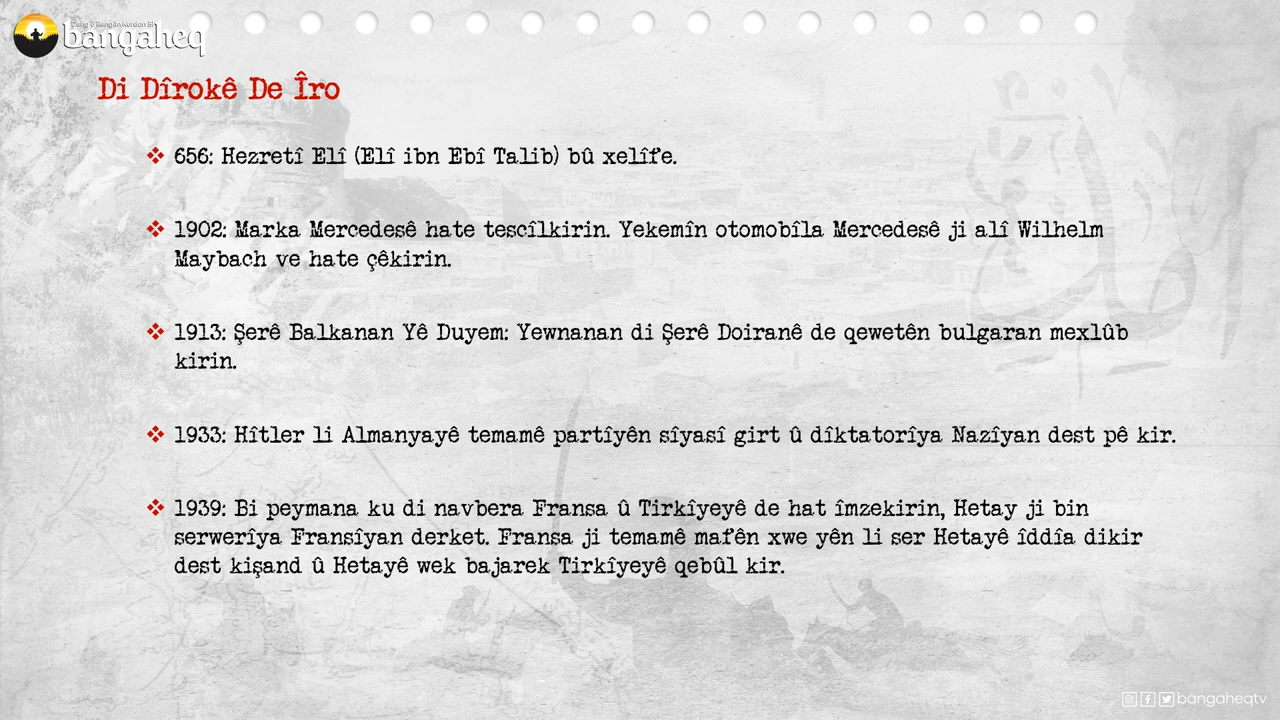 Deng û Rengên Kurdan Bi
bangaheq
Di Dîrokê De Îro
656: Hezretî Elî (Elî ibn Ebî Talib) bû xelîfe.
1902: Marka Mercedesê hate tescîlkirin. Yekemîn otomobîla Mercedesê ji alî Wilhelm
Maybach ve hate çêkirin.
1913: Şerê Balkanan Yê Duyem: Yewnanan di Şerê Doiranê de qewetên bulgaran mexlûb
kirin.
1933: Hîtler li Almanyayê temamê partîyên sîyasî girt û dîktatorîya Nazîyan dest pê kir.
1939: Bi peymana ku di navbera Fransa û Tirkîyeyê de hat îmzekirin, Hetay ji bin
serwerîya Fransîyan derket. Fransa ji temamê mafên xwe yên li ser Hetayê îddîa dikir
dest kişand û Hetayê wek bajarek Tirkîyeyê qebûl kir.
bangaheqtv